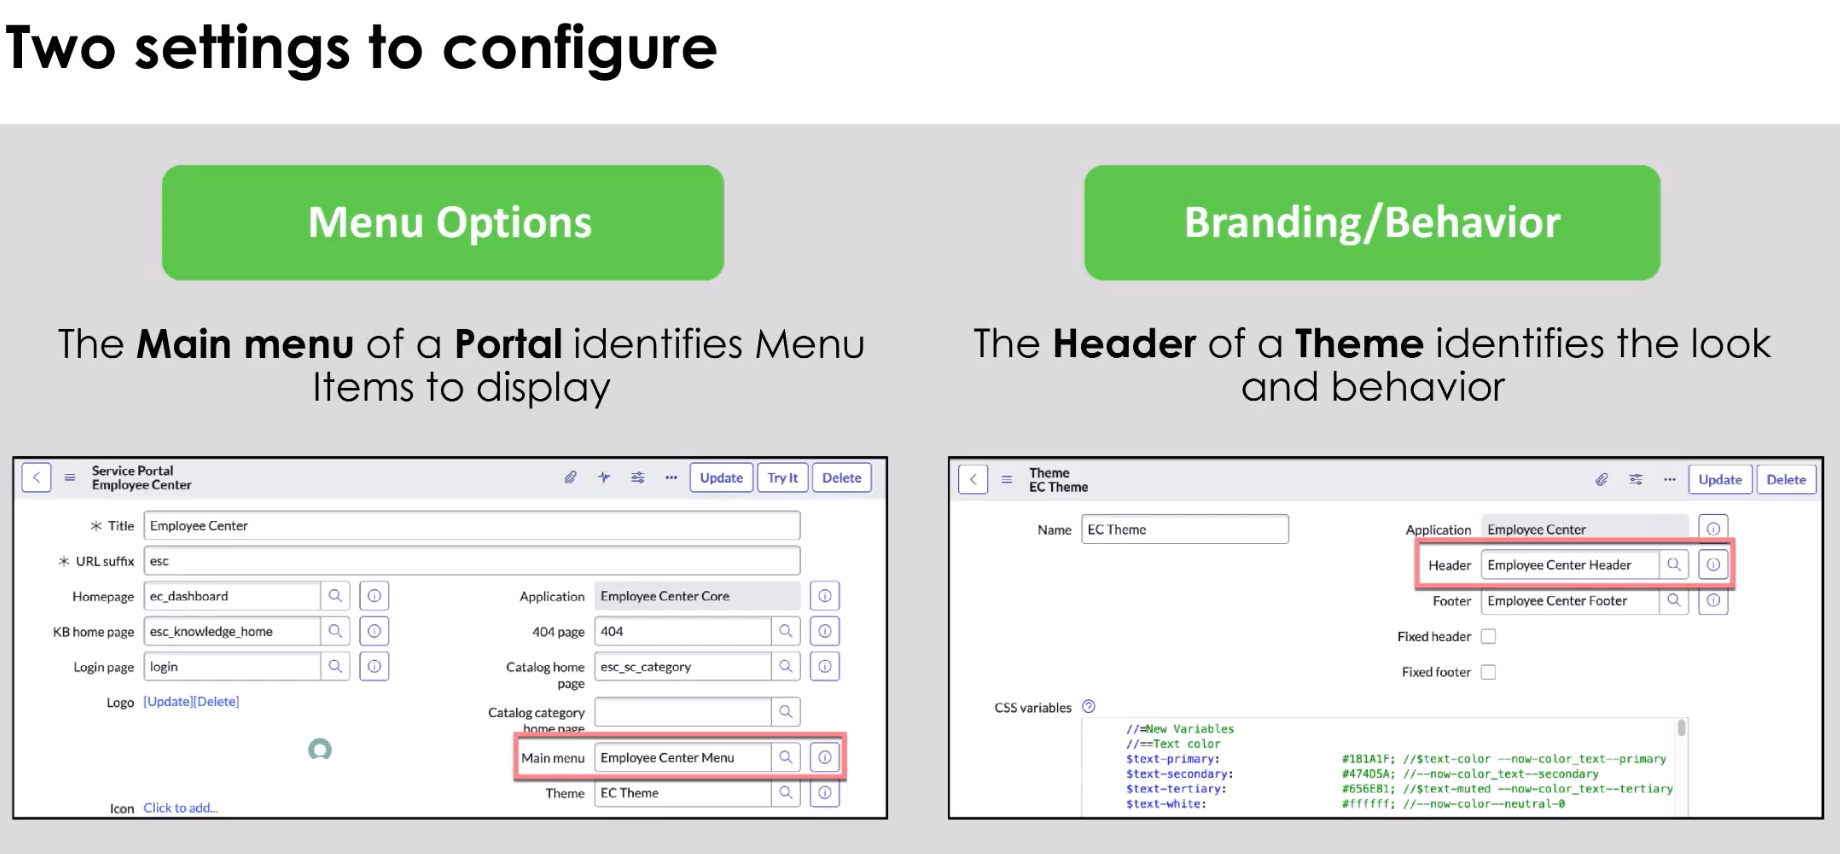 Two settings to configure
Menu Options
The Main menu of a Portal identifies Menu
Items to display
Service Portal
Employee Center
Update
Try It
Delete
Title Employee Center
URL suffix esc
Homepage ec_dashboard
KB home page esc_knowledge_home
Login page login
Logo [Update][Delete]
Icon Click to add...
Application Employee Center Core
404 page 404
Catalog home
page
esc_sc_category
Catalog category
home page
Main menu Employee Center Menu
Theme EC Theme
Branding/Behavior
The Header of a Theme identifies the look
and behavior
Theme
EC Theme
Update
Delete
Name EC Theme
Application Employee Center
Header Employee Center Header
Footer Employee Center Footer
Fixed header
Fixed footer
CSS variables
//=New Variables
//==Text color
$text-primary: #181A1F; //$text-color --now-color_text--primary
$text-secondary: #474D5A; //--now-color_text--secondary
$text-tertiary: #656E81; //$text-muted --now-color_text--tertiary
$text-white: #ffffff; //--now-color--neutral-0